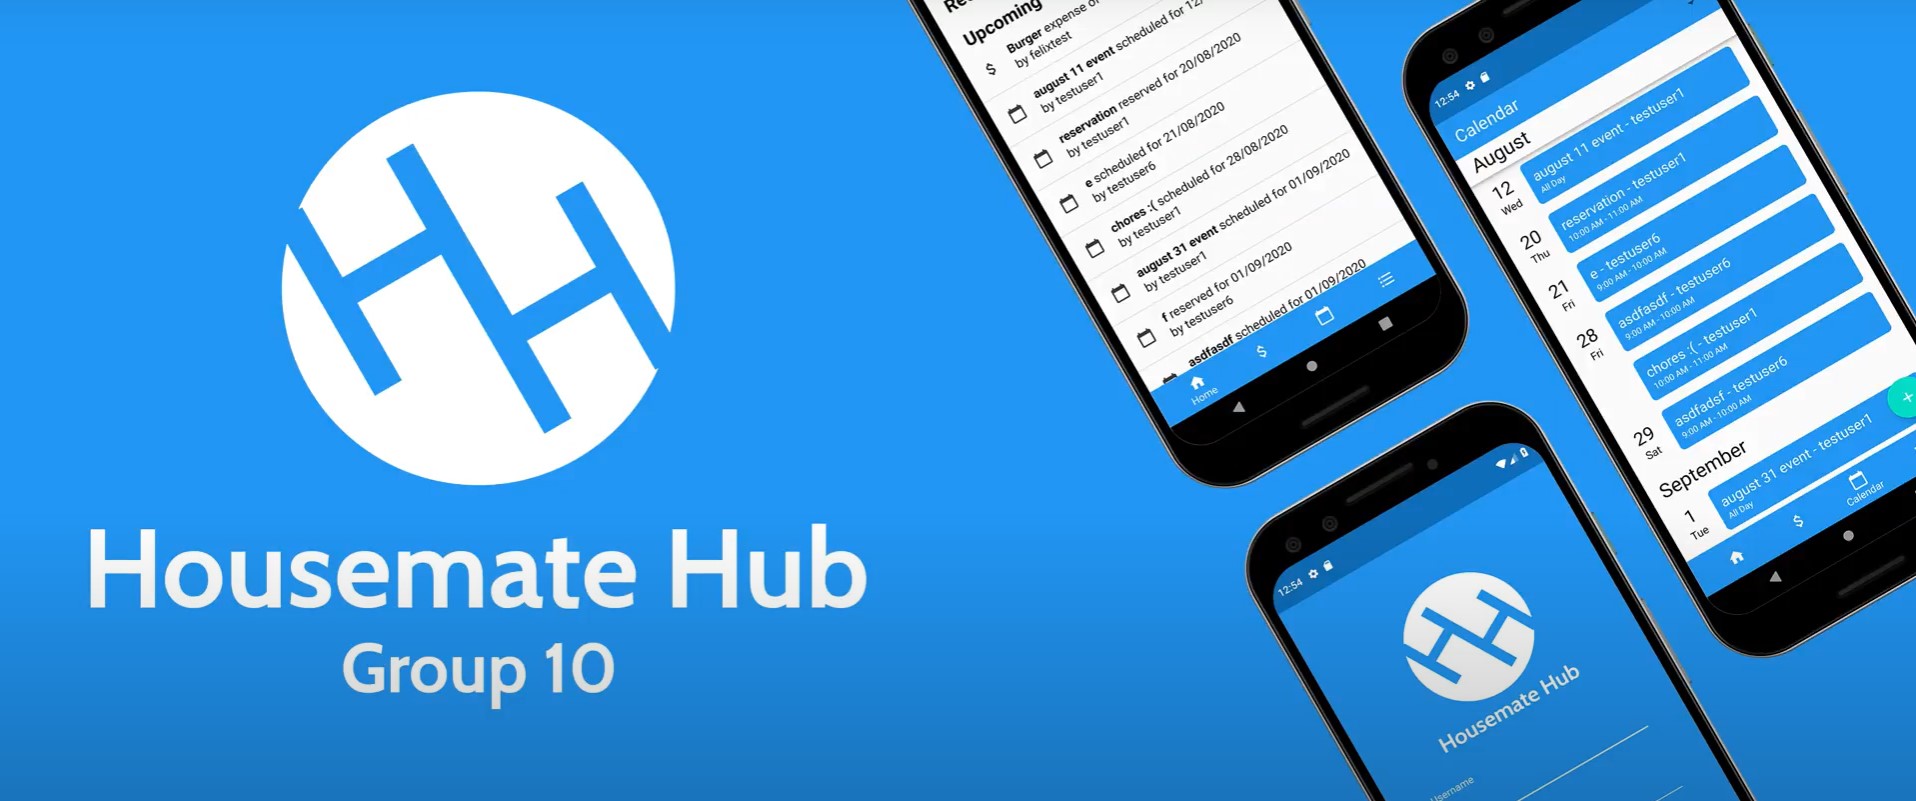 Housemate Hub
Group 10
Upcoming
Burger expense
by felixtest
august 11 event scheduled for 12/
by testuser1
reservation reserved for 20/08/2020
by testuser1
e scheduled for 21/08/2020
by testuser6
chores :( scheduled for 28/08/2020
by testuser1
august 31 event scheduled for 01/09/2020
by testuser1
f reserved for 01/09/2020
by testuser6
asdfasdf scheduled for 01/09/2020
$
Home
12:54
Calendar
August
12
Wed
august 11 event - testuser1
All Day
20
Thu
reservation - testuser1
10:00 AM - 11:00 AM
21
Fri
e - testuser6
9:00 AM - 10:00 AM
28
Fri
asdfasdf - testuser6
9:00 AM - 10:00 AM
chores :( - testuser1
10:00 AM - 11:00 AM
29
Sat
asdfadsf - testuser6
9:00 AM - 10:00 AM
September
1
Tue
august 31 event - testuser1
All Day
$
Calendar
12:54
Housemate Hub
Username